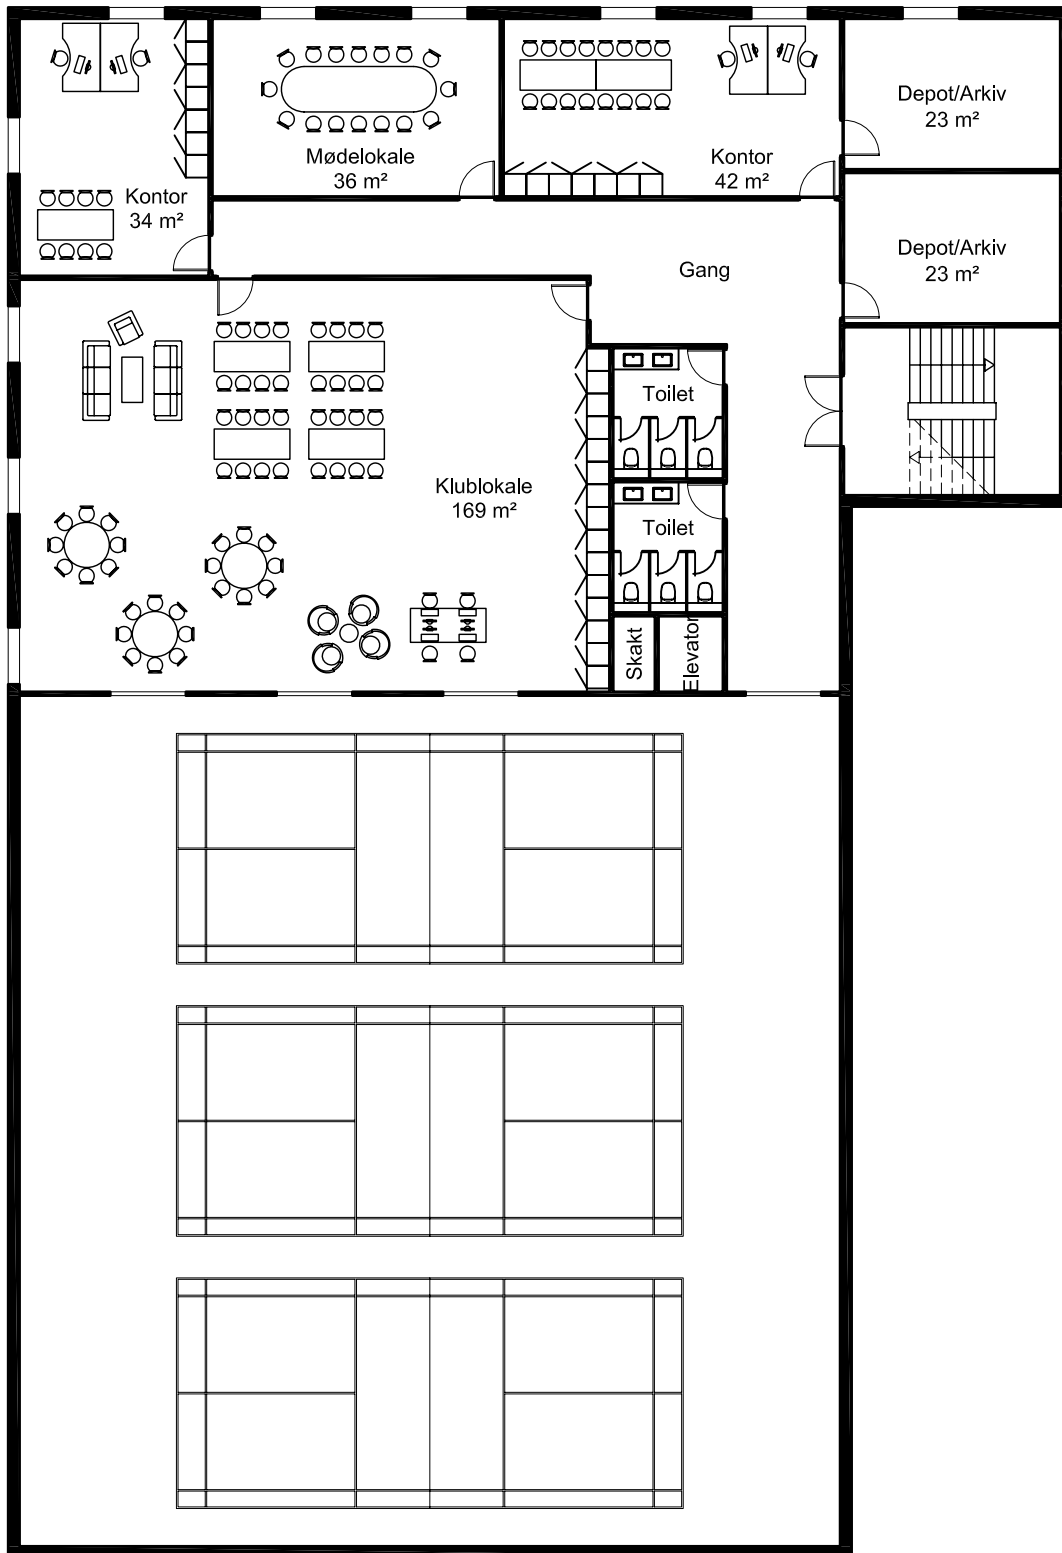 Depot/Arkiv
23 m²
Mødelokale
36 m²
Kontor
42 m²
Kontor
34 m²
Depot/Arkiv
23 m²
Gang
Toilet
Klublokale
169 m²
Toilet
Skakt
Elevator